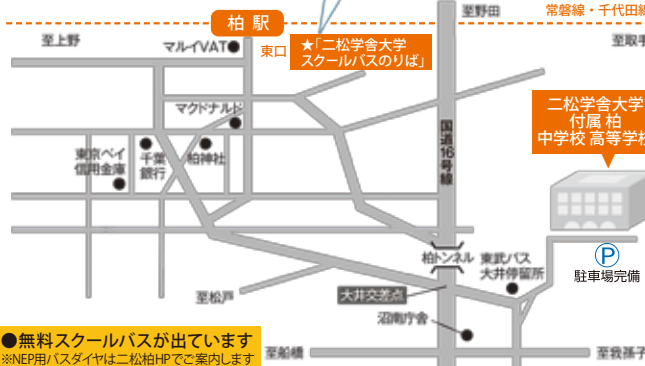 柏 駅
至野田
常磐線・千代田線
至上野
マルイVAT
東口
★「二松学舎大学
スクールバスのりば」
至取手
マクドナルド
国道16号線
二松学舎大学
付属 柏
中学校 高等学校
東京ベイ
信用金庫
千葉
銀行
柏神社
柏トンネル
東武バス
大井停留所
P
駐車場完備
至松戸
大井交差点
沼南庁舎
●無料スクールバスが出ています
※NEP用バスダイヤは二松柏HPでご案内します
至船橋
至我孫子